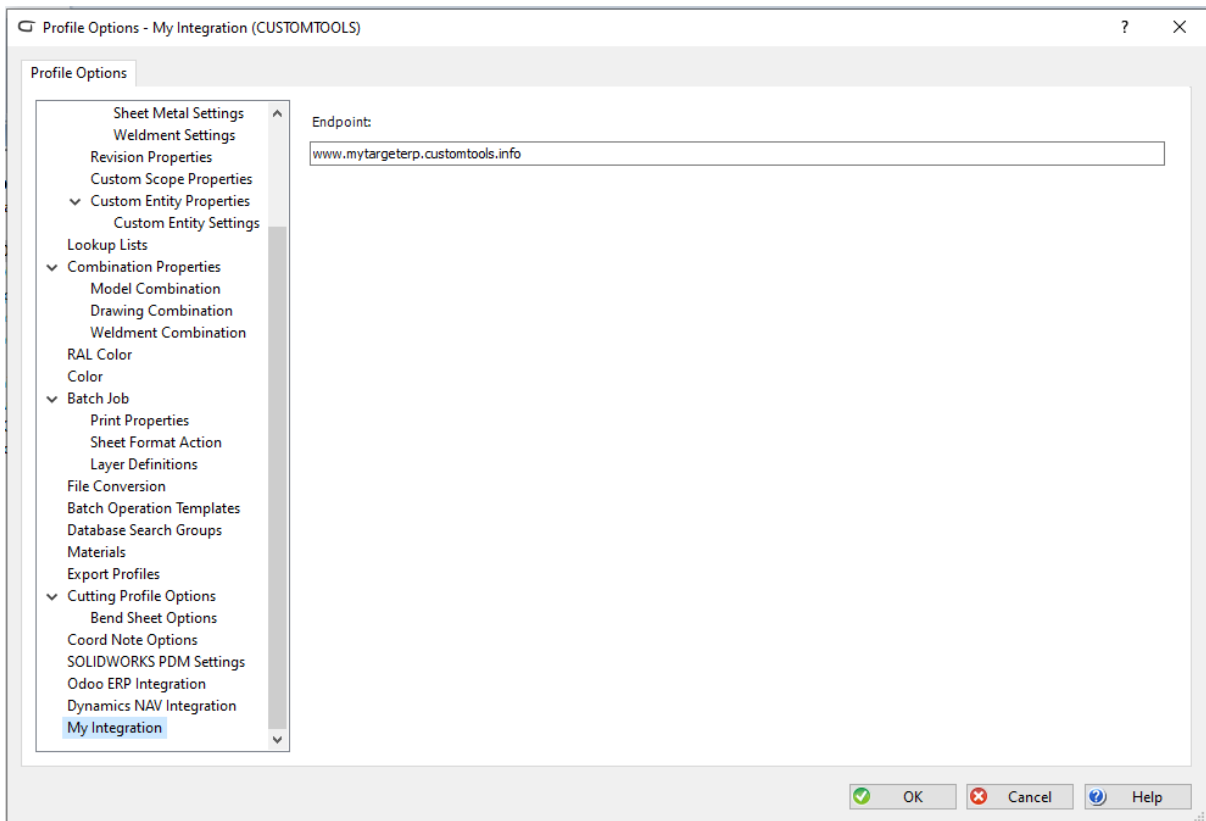 Profile Options - My Integration (CUSTOMTOOLS)
?
Profile Options
Sheet Metal Settings
Weldment Settings
Revision Properties
Custom Scope Properties
Custom Entity Properties
Custom Entity Settings
Lookup Lists
Combination Properties
Model Combination
Drawing Combination
Weldment Combination
RAL Color
Color
Batch Job
Print Properties
Sheet Format Action
Layer Definitions
File Conversion
Batch Operation Templates
Database Search Groups
Materials
Export Profiles
Cutting Profile Options
Bend Sheet Options
Coord Note Options
SOLIDWORKS PDM Settings
Odoo ERP Integration
Dynamics NAV Integration
My Integration
Endpoint:
www.mytargeterp.customtools.info
OK
Cancel
Help